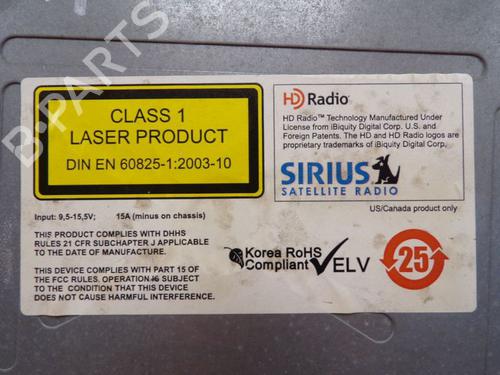 B-PARTS
CLASS 1
LASER PRODUCT
DIN EN 60825-1:2003-10
HD Radio™
HD Radio™ Technology Manufactured Under
License from iBiquity Digital Corp. U.S. and
Foreign Patents. The HD and HD Radio logos are
proprietary trademarks of iBiquity Digital Corp.
SIRIUS
SATELLITE RADIO
US/Canada product only
Input: 9,5-15,5V; 15A (minus on chassis)
THIS PRODUCT COMPLIES WITH DHHS
RULES 21 CFR SUBCHAPTER J APPLICABLE
TO THE DATE OF MANUFACTURE.
THIS DEVICE COMPLIES WITH PART 15 OF
THE FCC RULES. OPERATION IS SUBJECT
TO THE CONDITION THAT THIS DEVICE
DOES NOT CAUSE HARMFUL INTERFERENCE.
Korea RoHS
Compliant
ELV
25